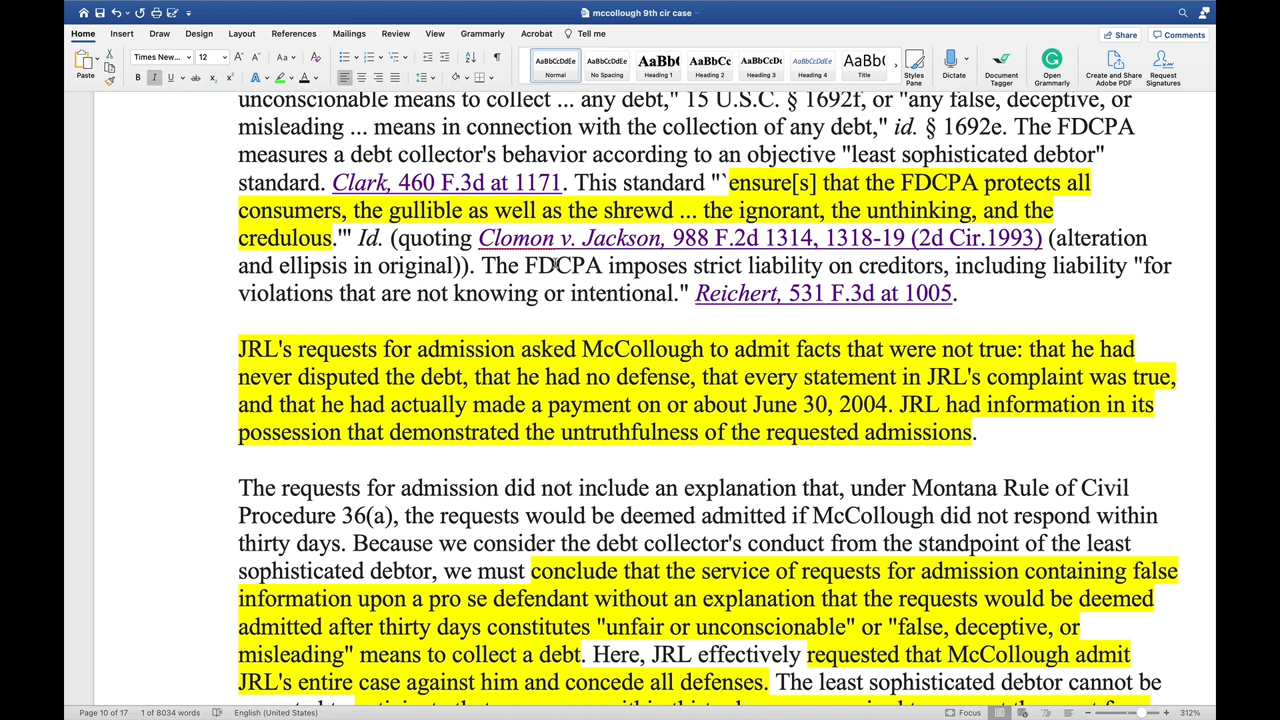 mccollough 9th cir case
Home Insert Draw Design Layout References Mailings Review View Grammarly Acrobat Tell me Share Comments
Paste
Times New... 12 Aa
B I U ab x
AaBbCcDdEe Normal
AaBbCcDdEe No Spacing
AaBbC Heading 1
AaBbCc Heading 2
AaBbCcDc Heading 3
AaBbCcDdEe Heading 4
AaBb( Title
Styles Pane
Dictate
Document Tagger
Open Grammarly
Create and Share Adobe PDF
Request Signatures
unconscionable means to collect ... any debt," 15 U.S.C. § 1692f, or "any false, deceptive, or
misleading ... means in connection with the collection of any debt," id. § 1692e. The FDCPA
measures a debt collector's behavior according to an objective "least sophisticated debtor"
standard. Clark, 460 F.3d at 1171. This standard "`ensure[s] that the FDCPA protects all
consumers, the gullible as well as the shrewd ... the ignorant, the unthinking, and the
credulous.'" Id. (quoting Clomon v. Jackson, 988 F.2d 1314, 1318-19 (2d Cir.1993) (alteration
and ellipsis in original)). The FDCPA imposes strict liability on creditors, including liability "for
violations that are not knowing or intentional." Reichert, 531 F.3d at 1005.
JRL's requests for admission asked McCollough to admit facts that were not true: that he had
never disputed the debt, that he had no defense, that every statement in JRL's complaint was true,
and that he had actually made a payment on or about June 30, 2004. JRL had information in its
possession that demonstrated the untruthfulness of the requested admissions.
The requests for admission did not include an explanation that, under Montana Rule of Civil
Procedure 36(a), the requests would be deemed admitted if McCollough did not respond within
thirty days. Because we consider the debt collector's conduct from the standpoint of the least
sophisticated debtor, we must conclude that the service of requests for admission containing false
information upon a pro se defendant without an explanation that the requests would be deemed
admitted after thirty days constitutes "unfair or unconscionable" or "false, deceptive, or
misleading" means to collect a debt. Here, JRL effectively requested that McCollough admit
JRL's entire case against him and concede all defenses. The least sophisticated debtor cannot be
Page 10 of 17 1 of 8034 words English (United States) Focus 312%